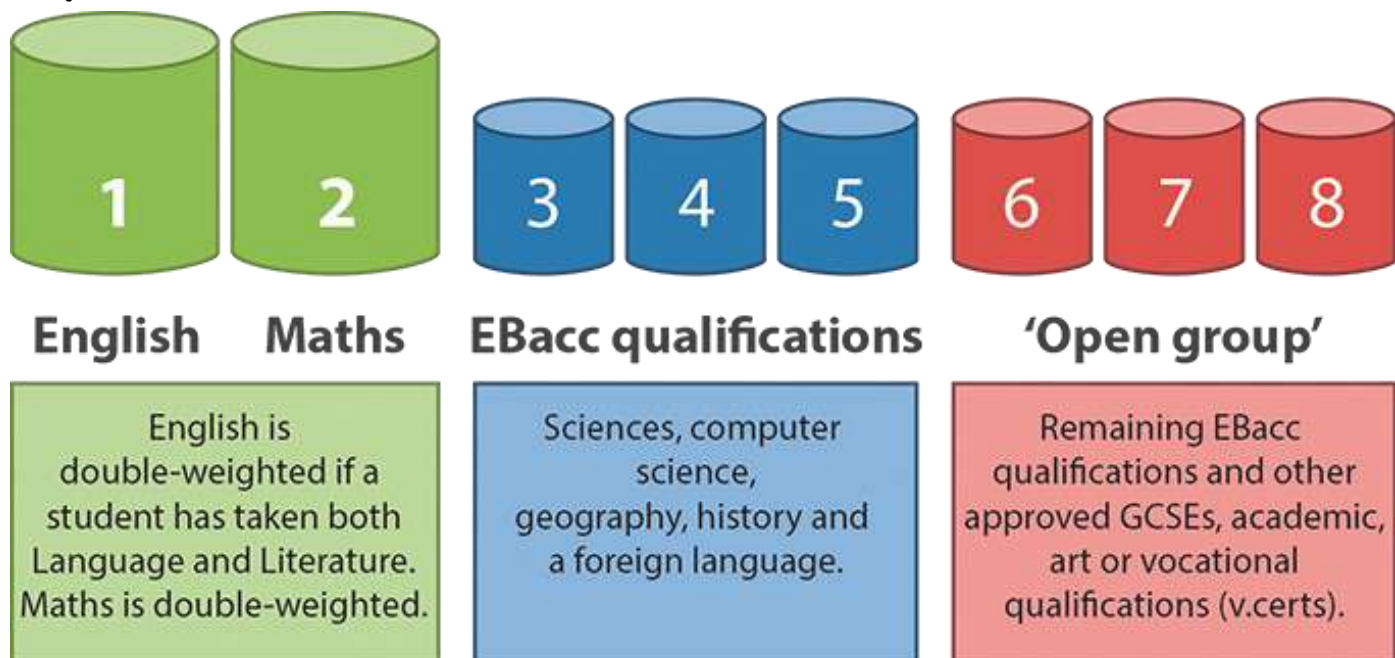 1 2 3 4 5 6 7 8
English Maths EBacc qualifications ‘Open group’
English is
double-weighted if a
student has taken both
Language and Literature.
Maths is double-weighted.
Sciences, computer
science,
geography, history and
a foreign language.
Remaining EBacc
qualifications and other
approved GCSEs, academic,
art or vocational
qualifications (v.certs).